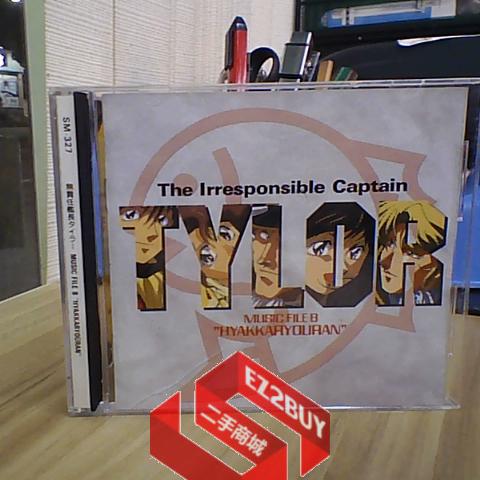 SM-327
無責任艦長タイラー MUSIC FILE B "HYAKKARYOURAN"
The Irresponsible Captain
TYLOR
MUSIC FILE B
"HYAKKARYOURAN"
EZ2BUY
二手商城